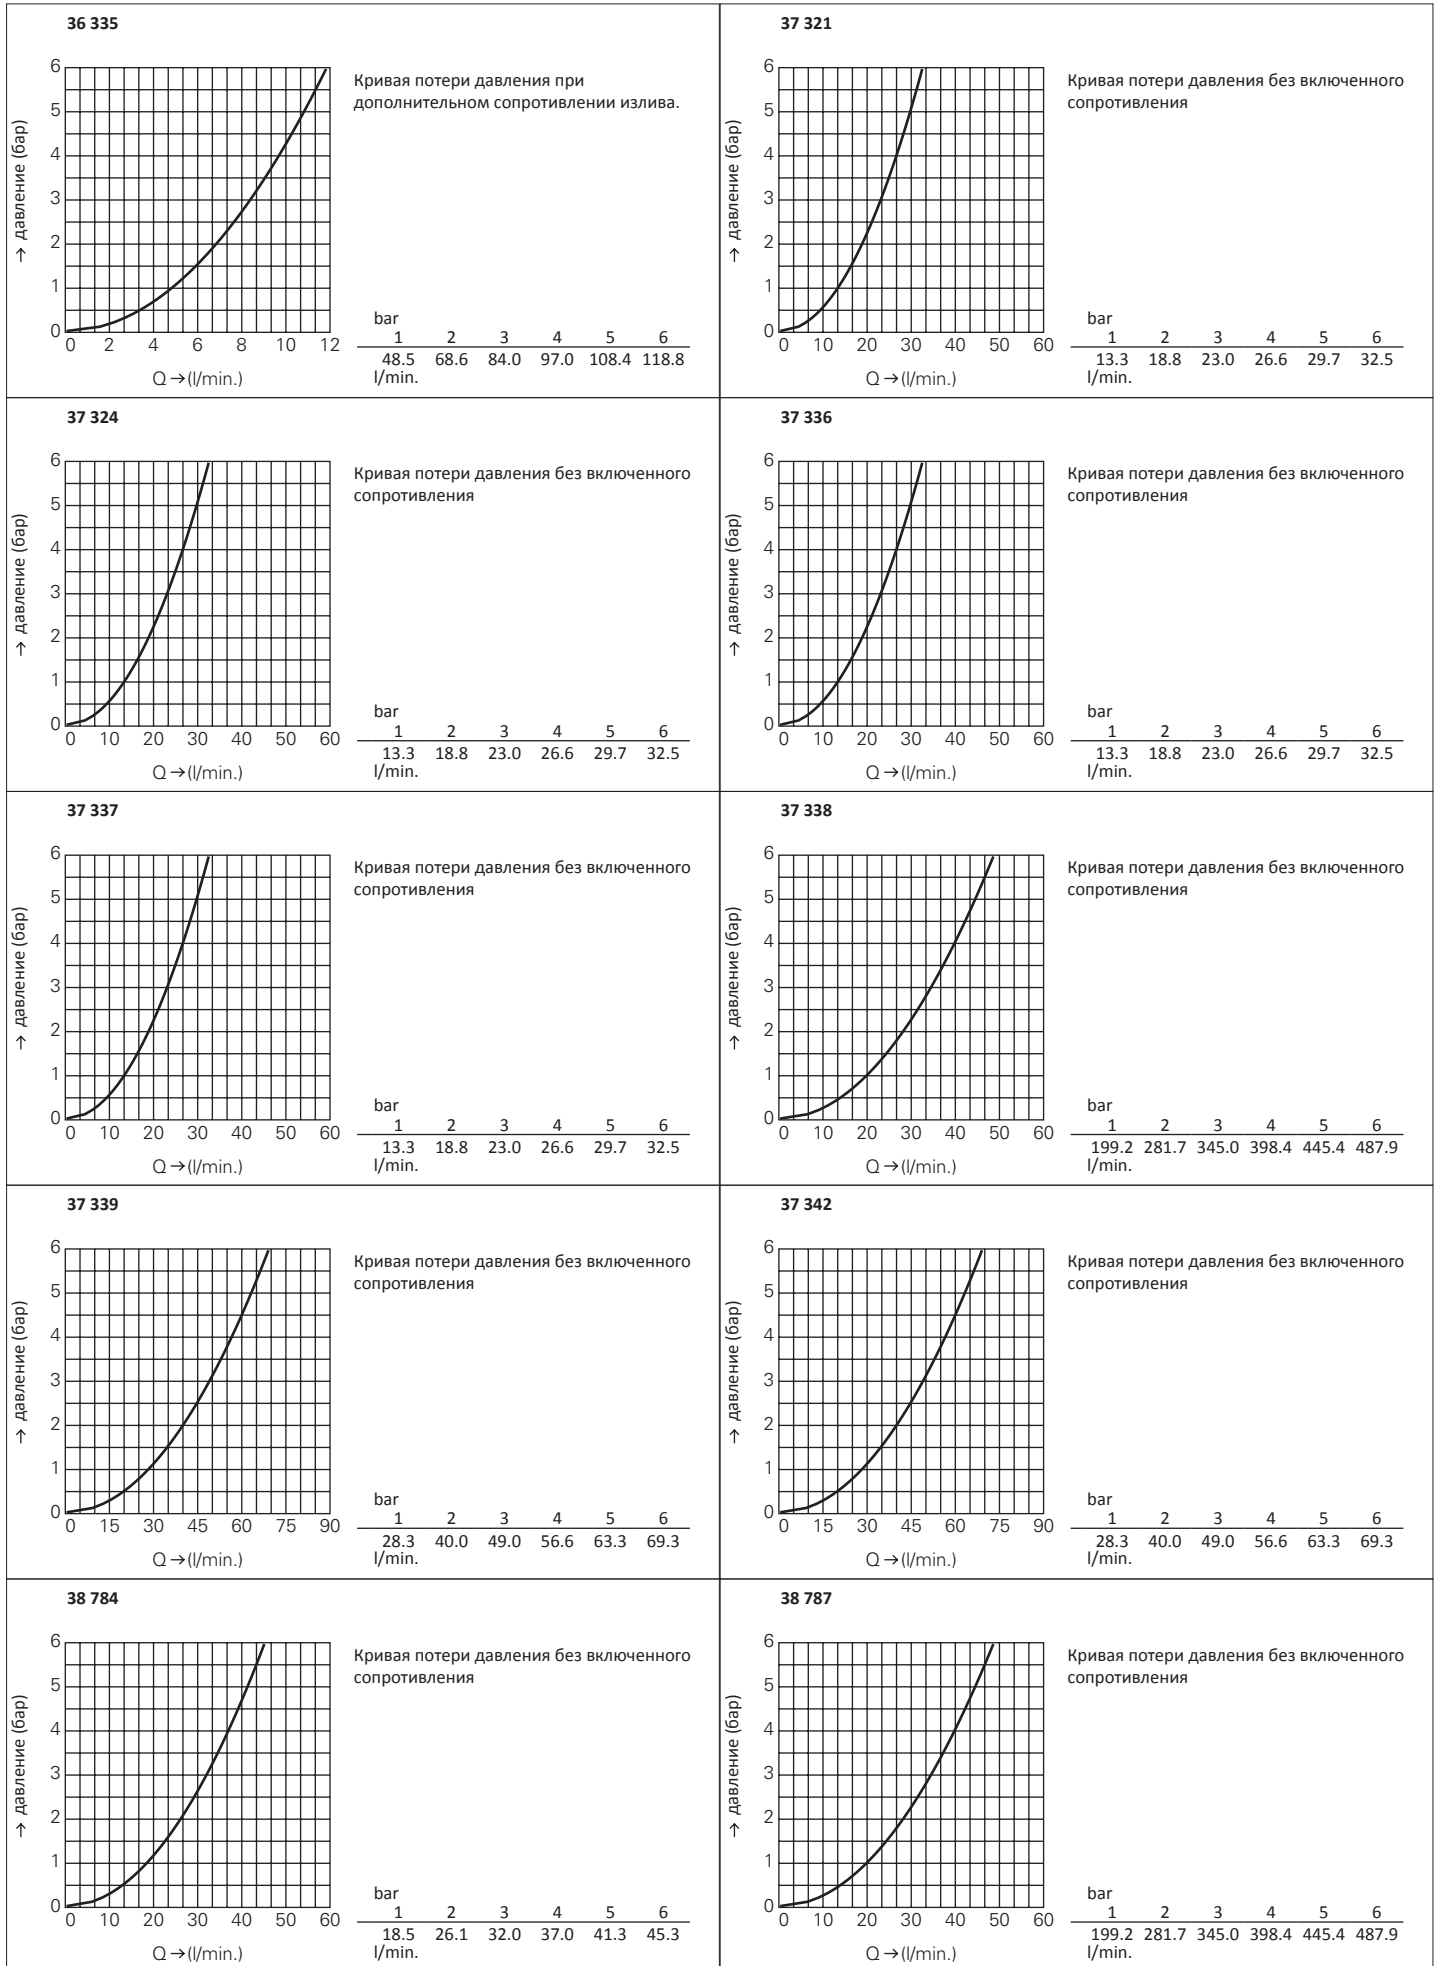 36 335
6
5
4
3
2
1
0
→ давление (бар)
0 2 4 6 8 10 12
Q → (l/min.)
Кривая потери давления при
дополнительном сопротивлении излива.
bar
1 2 3 4 5 6
48.5 68.6 84.0 97.0 108.4 118.8
l/min.
37 321
6
5
4
3
2
1
0
→ давление (бар)
0 10 20 30 40 50 60
Q → (l/min.)
Кривая потери давления без включенного
сопротивления
bar
1 2 3 4 5 6
13.3 18.8 23.0 26.6 29.7 32.5
l/min.
37 324
6
5
4
3
2
1
0
→ давление (бар)
0 10 20 30 40 50 60
Q → (l/min.)
Кривая потери давления без включенного
сопротивления
bar
1 2 3 4 5 6
13.3 18.8 23.0 26.6 29.7 32.5
l/min.
37 336
6
5
4
3
2
1
0
→ давление (бар)
0 10 20 30 40 50 60
Q → (l/min.)
Кривая потери давления без включенного
сопротивления
bar
1 2 3 4 5 6
13.3 18.8 23.0 26.6 29.7 32.5
l/min.
37 337
6
5
4
3
2
1
0
→ давление (бар)
0 10 20 30 40 50 60
Q → (l/min.)
Кривая потери давления без включенного
сопротивления
bar
1 2 3 4 5 6
13.3 18.8 23.0 26.6 29.7 32.5
l/min.
37 338
6
5
4
3
2
1
0
→ давление (бар)
0 10 20 30 40 50 60
Q → (l/min.)
Кривая потери давления без включенного
сопротивления
bar
1 2 3 4 5 6
199.2 281.7 345.0 398.4 445.4 487.9
l/min.
37 339
6
5
4
3
2
1
0
→ давление (бар)
0 15 30 45 60 75 90
Q → (l/min.)
Кривая потери давления без включенного
сопротивления
bar
1 2 3 4 5 6
28.3 40.0 49.0 56.6 63.3 69.3
l/min.
37 342
6
5
4
3
2
1
0
→ давление (бар)
0 15 30 45 60 75 90
Q → (l/min.)
Кривая потери давления без включенного
сопротивления
bar
1 2 3 4 5 6
28.3 40.0 49.0 56.6 63.3 69.3
l/min.
38 784
6
5
4
3
2
1
0
→ давление (бар)
0 10 20 30 40 50 60
Q → (l/min.)
Кривая потери давления без включенного
сопротивления
bar
1 2 3 4 5 6
18.5 26.1 32.0 37.0 41.3 45.3
l/min.
38 787
6
5
4
3
2
1
0
→ давление (бар)
0 10 20 30 40 50 60
Q → (l/min.)
Кривая потери давления без включенного
сопротивления
bar
1 2 3 4 5 6
199.2 281.7 345.0 398.4 445.4 487.9
l/min.